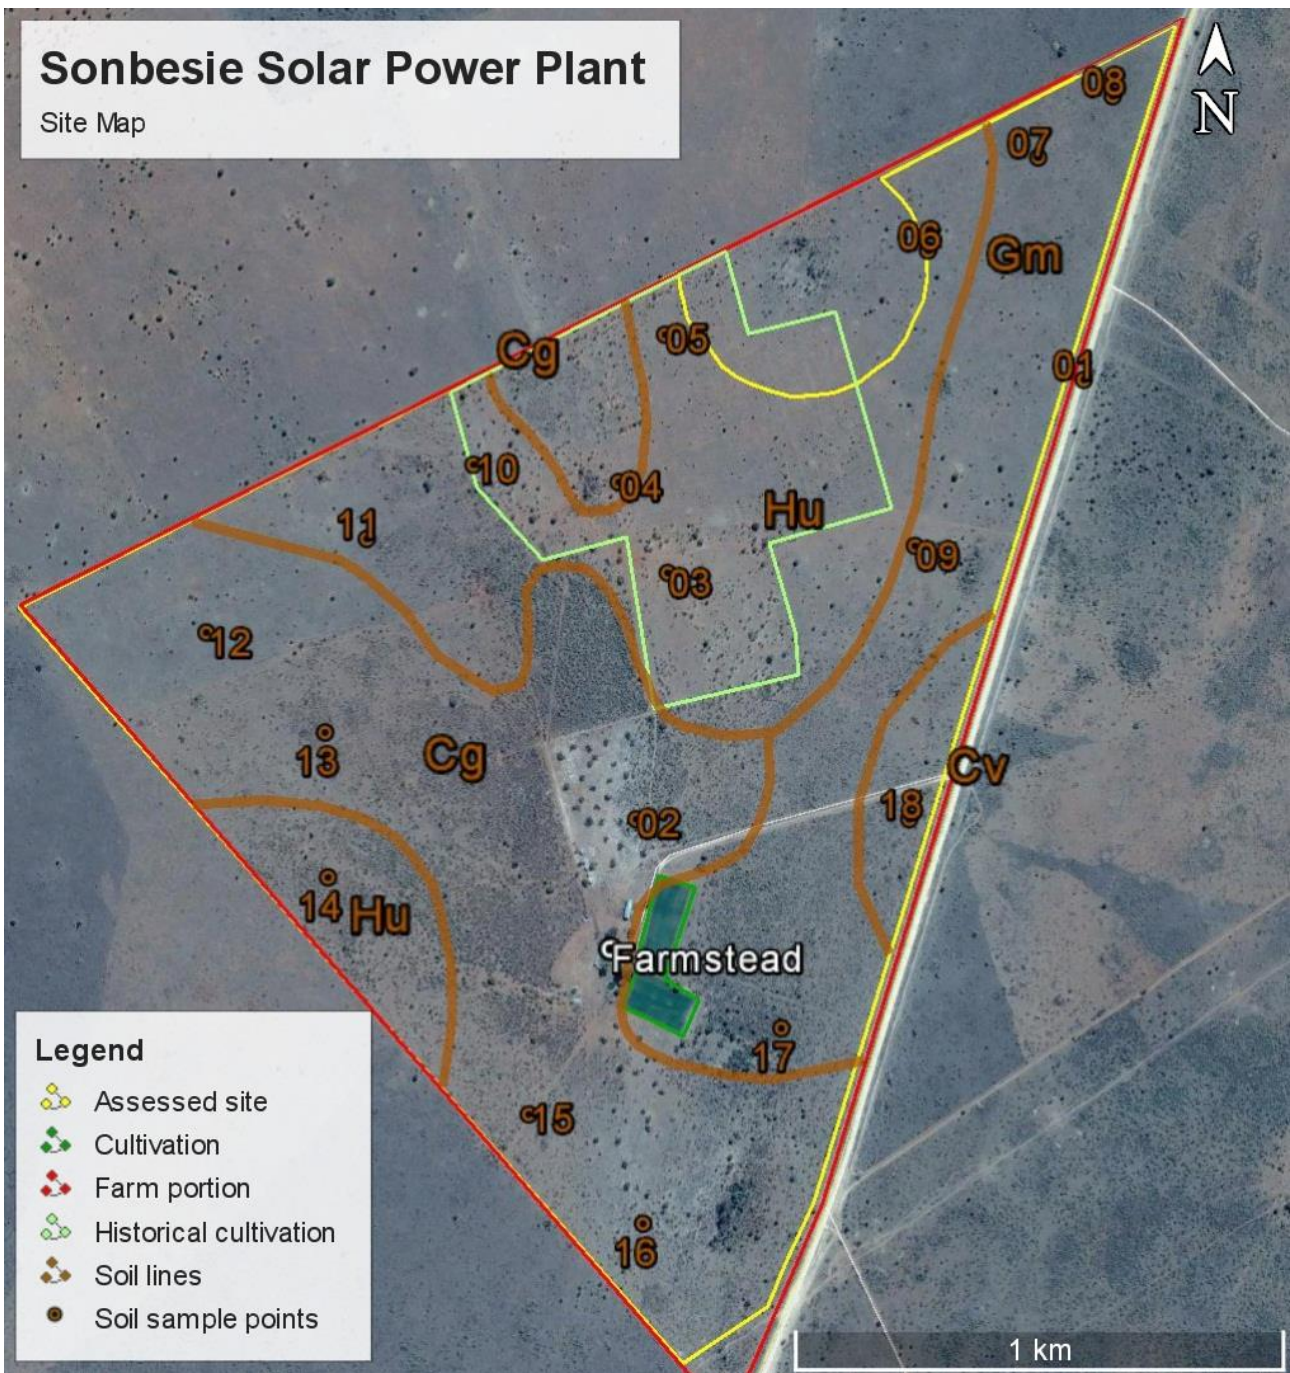 Sonbesie Solar Power Plant
Site Map
N
08
07
06
Gm
05
Cg
01
10
04
Hu
11
09
03
12
13
Cg
Cv
18
02
14
Hu
Farmstead
17
15
16
Legend
Assessed site
Cultivation
Farm portion
Historical cultivation
Soil lines
Soil sample points
1 km